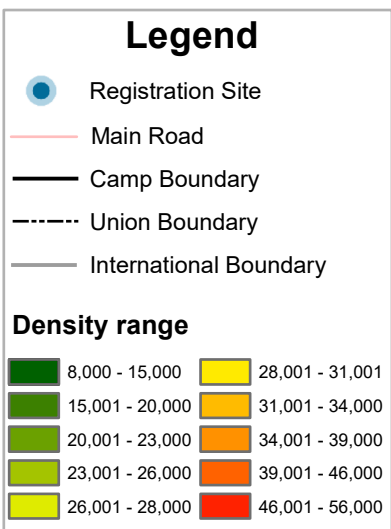 Legend
Registration Site
Main Road
Camp Boundary
Union Boundary
International Boundary
Density range
8,000 - 15,000
15,001 - 20,000
20,001 - 23,000
23,001 - 26,000
26,001 - 28,000
28,001 - 31,001
31,001 - 34,000
34,001 - 39,000
39,001 - 46,000
46,001 - 56,000